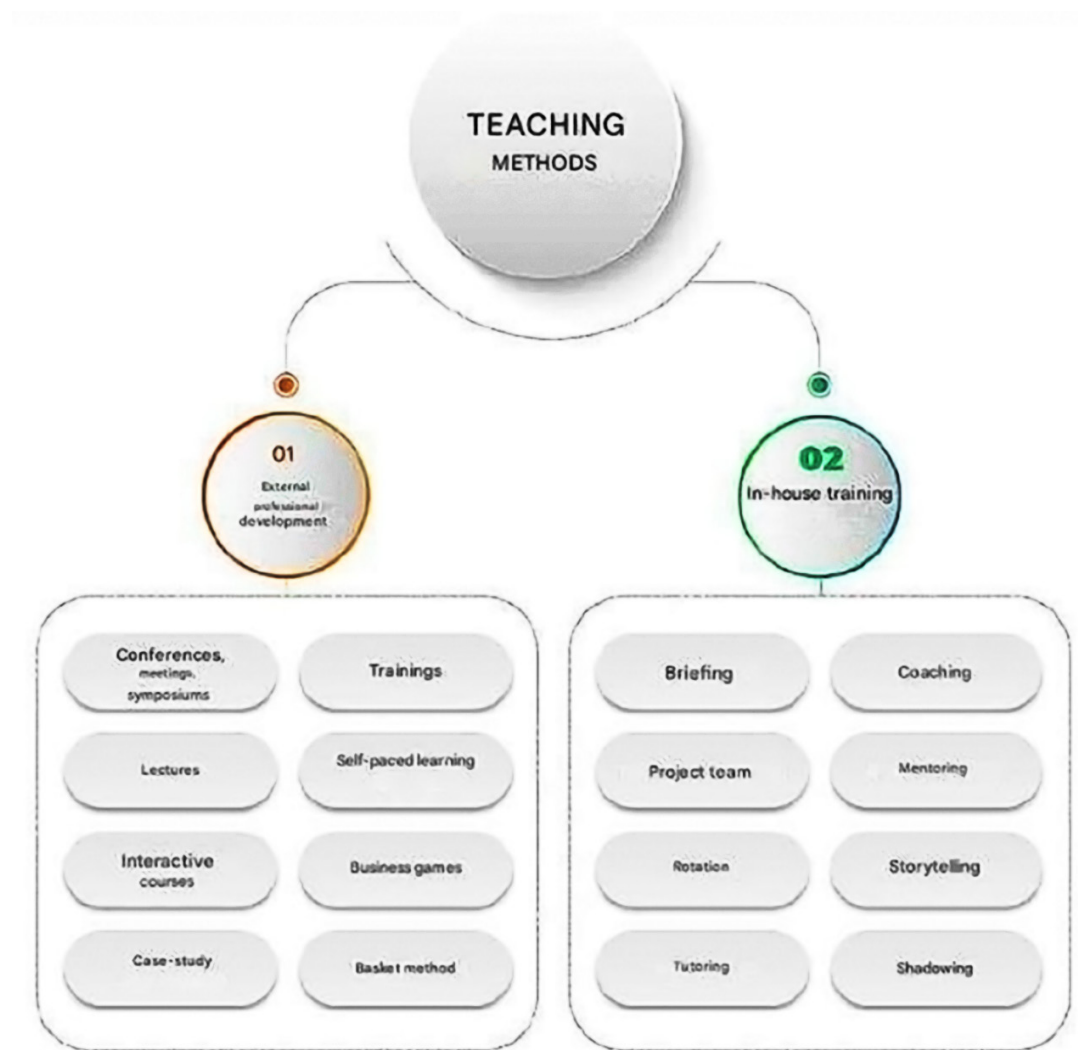 TEACHING
METHODS
01
External
professional
development
02
In-house training
Conferences,
meetings,
symposiums
Trainings
Lectures
Self-paced learning
Interactive
courses
Business games
Case-study
Basket method
Briefing
Coaching
Project team
Mentoring
Rotation
Storytelling
Tutoring
Shadowing